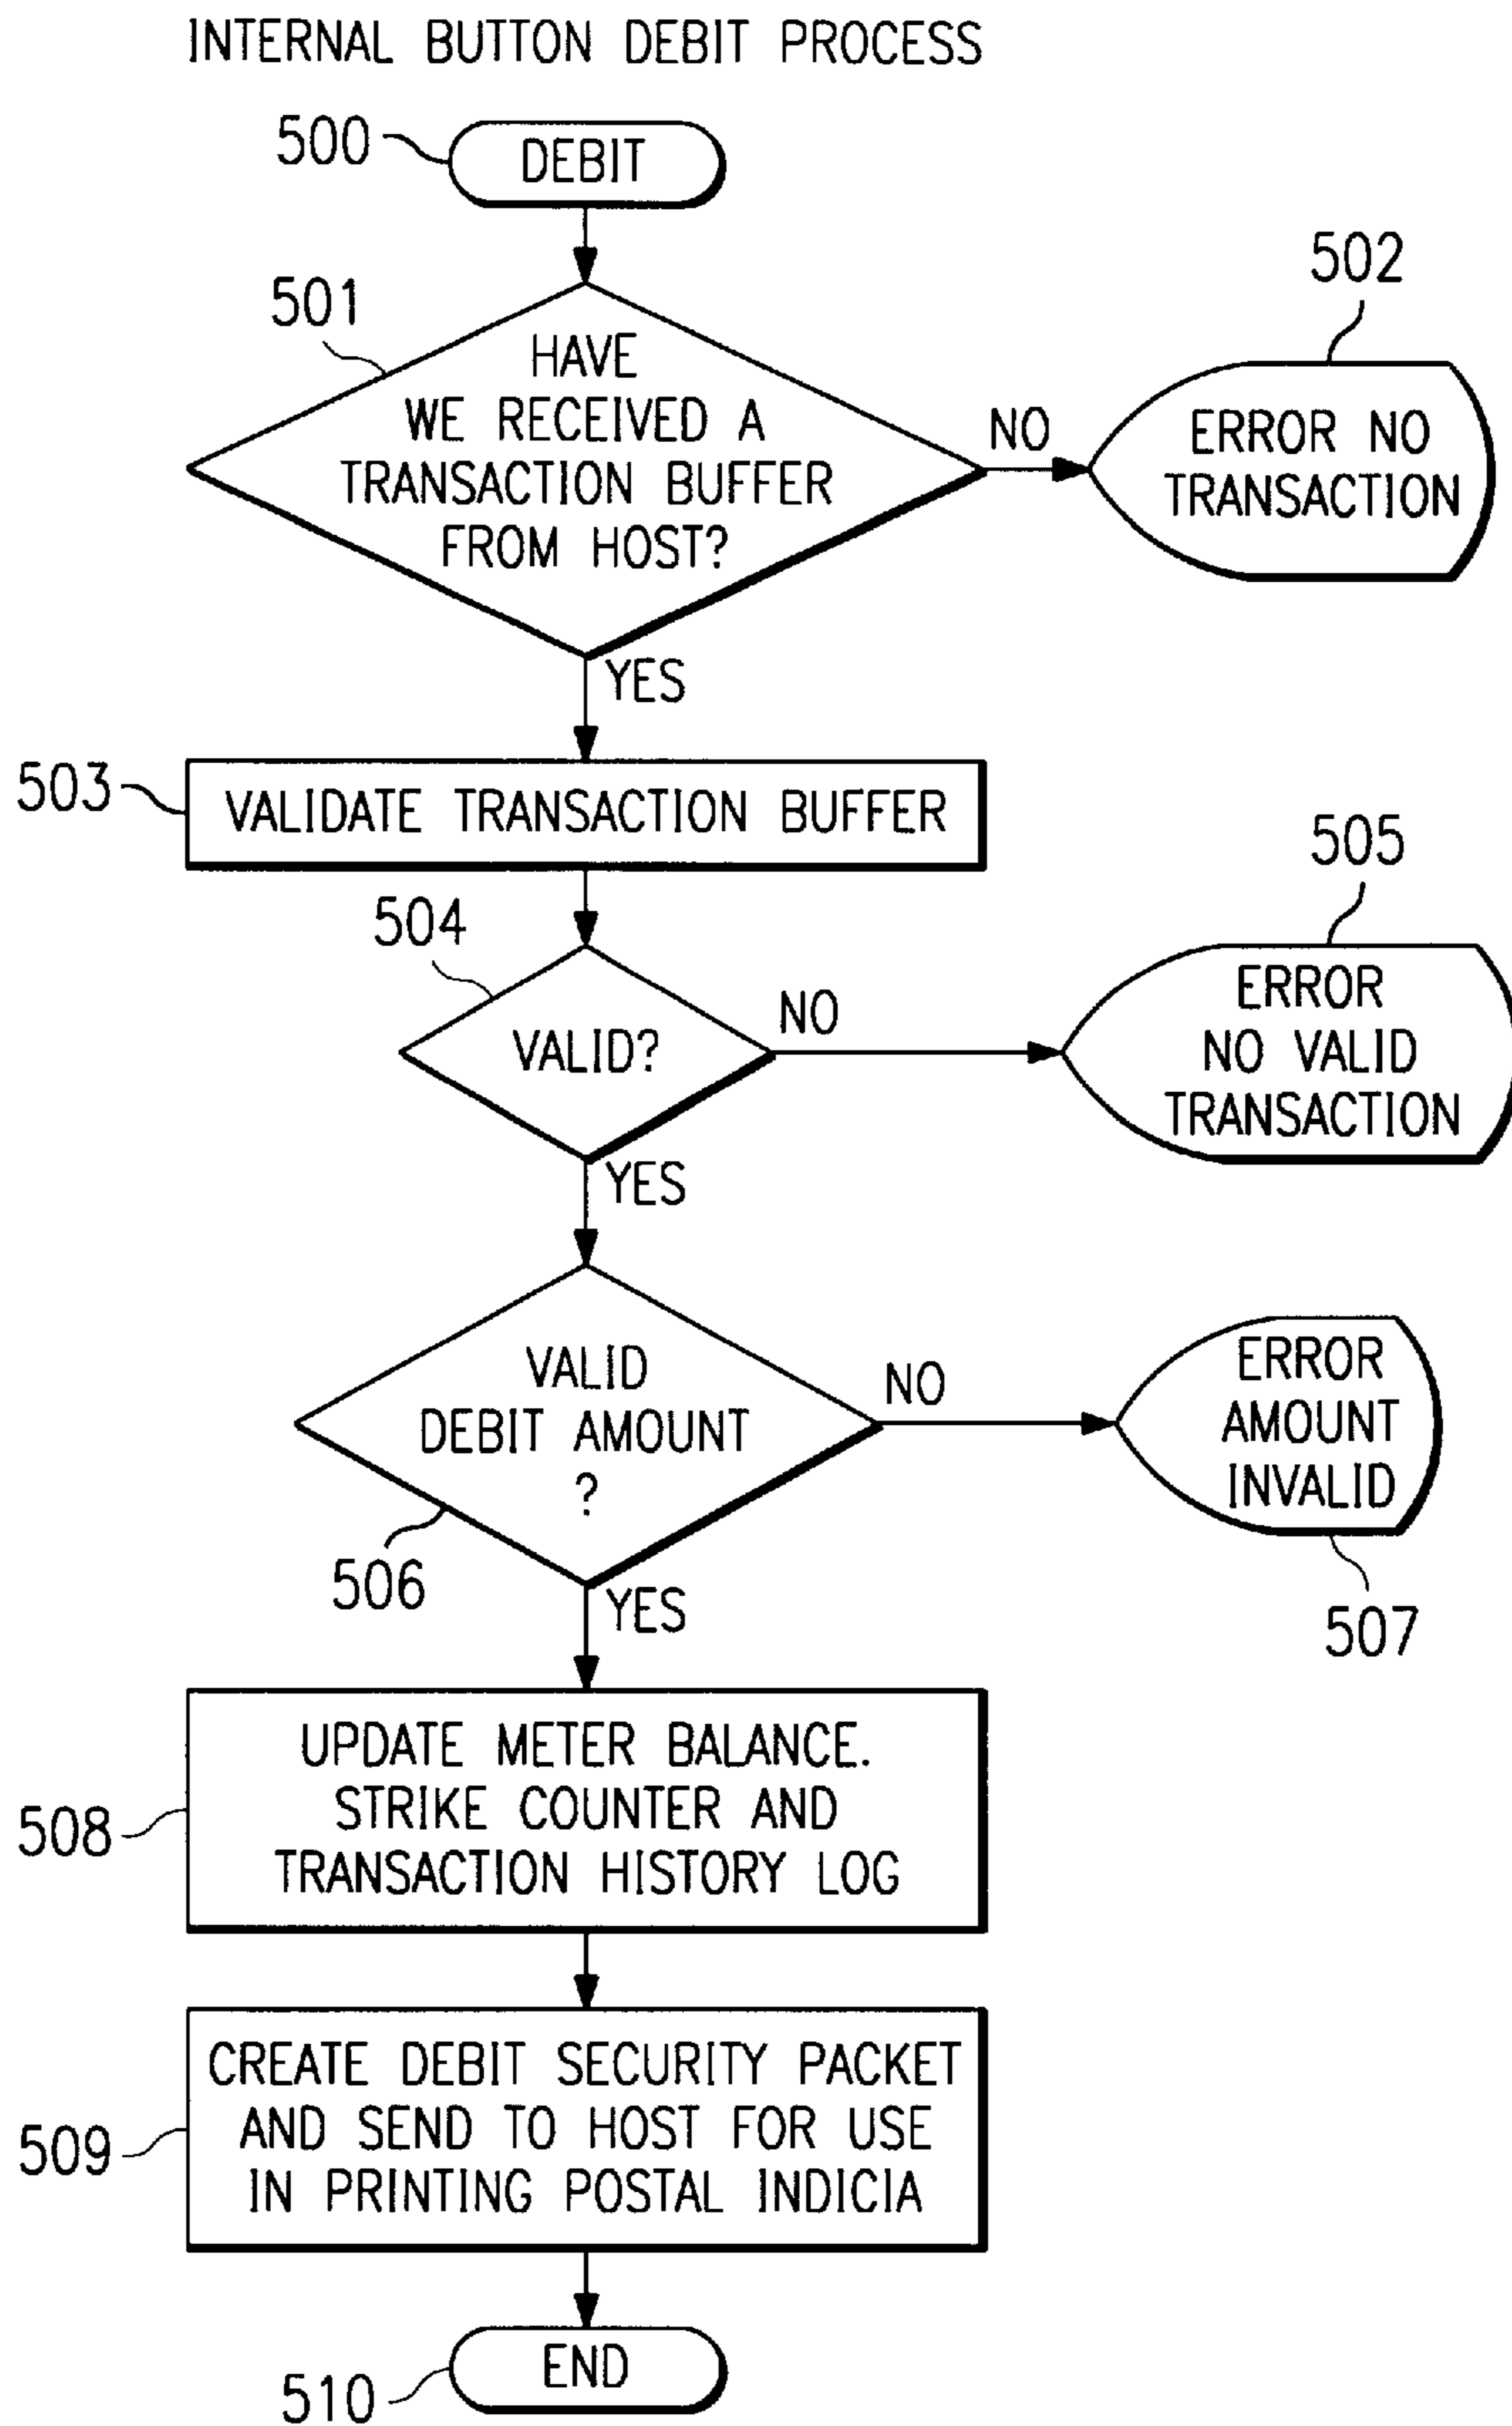 INTERNAL BUTTON DEBIT PROCESS
500
DEBIT
501
HAVE
WE RECEIVED A
TRANSACTION BUFFER
FROM HOST?
NO
502
ERROR NO
TRANSACTION
YES
503
VALIDATE TRANSACTION BUFFER
504
VALID?
NO
505
ERROR
NO VALID
TRANSACTION
YES
VALID
DEBIT AMOUNT
?
506
NO
ERROR
AMOUNT
INVALID
507
YES
508
UPDATE METER BALANCE.
STRIKE COUNTER AND
TRANSACTION HISTORY LOG
509
CREATE DEBIT SECURITY PACKET
AND SEND TO HOST FOR USE
IN PRINTING POSTAL INDICIA
510
END